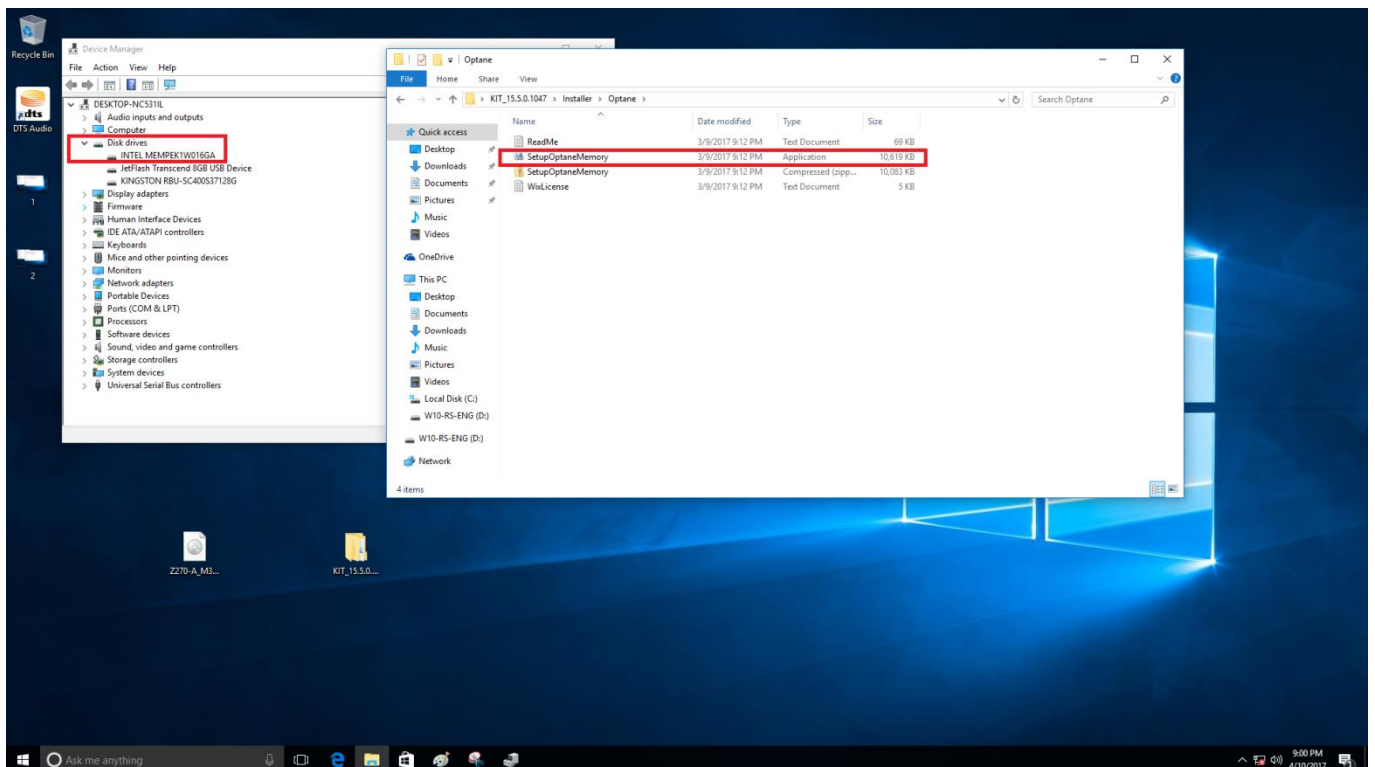 Recycle Bin
dts
DTS Audio
1
2
Device Manager
File Action View Help
DESKTOP-NC531IL
Audio inputs and outputs
Computer
Disk drives
INTEL MEMPEK1W016GA
JetFlash Transcend 8GB USB Device
KINGSTON RBU-SC400S37128G
Display adapters
Firmware
Human Interface Devices
IDE ATA/ATAPI controllers
Keyboards
Mice and other pointing devices
Monitors
Network adapters
Portable Devices
Ports (COM & LPT)
Processors
Software devices
Sound, video and game controllers
Storage controllers
System devices
Universal Serial Bus controllers
Optane
File Home Share View
KIT_15.5.0.1047 > Installer > Optane >
Search Optane
Name Date modified Type Size
ReadMe 3/9/2017 9:12 PM Text Document 69 KB
SetupOptaneMemory 3/9/2017 9:12 PM Application 10,619 KB
SetupOptaneMemory 3/9/2017 9:12 PM Compressed (zipp... 10,083 KB
WixLicense 3/9/2017 9:12 PM Text Document 5 KB
Quick access
Desktop
Downloads
Documents
Pictures
Music
Videos
OneDrive
This PC
Desktop
Documents
Downloads
Music
Pictures
Videos
Local Disk (C:)
W10-RS-ENG (D:)
W10-RS-ENG (D:)
Network
4 items
Z270-A_M3...
KIT_15.5.0....
Ask me anything
9:00 PM
4/10/2017